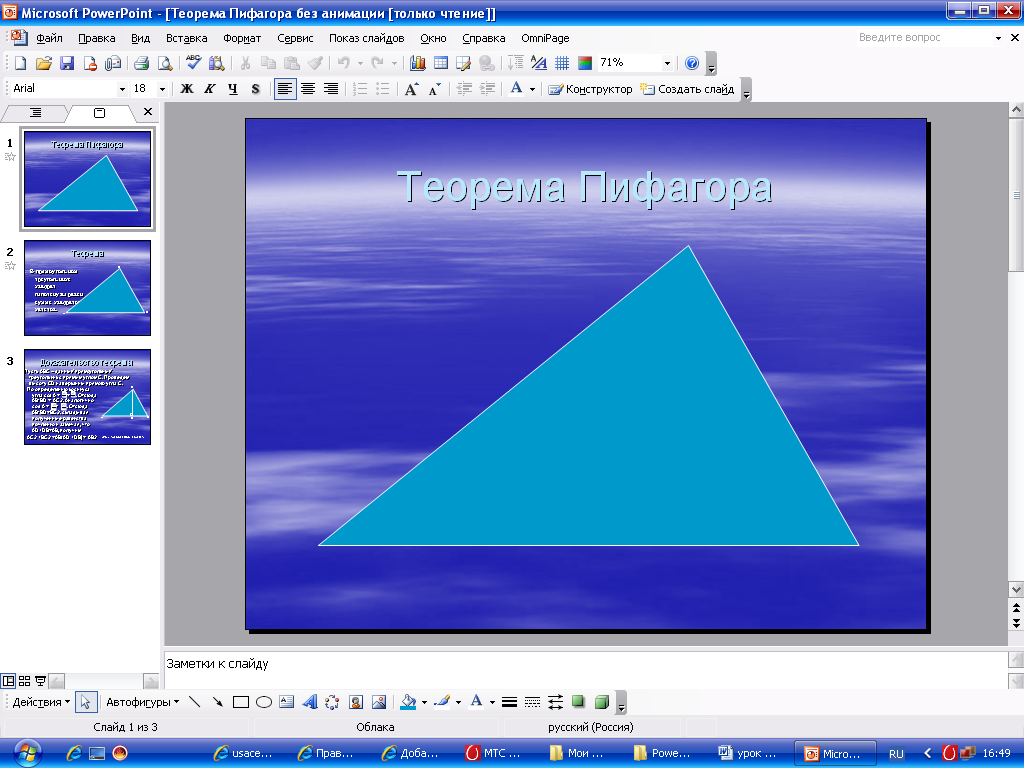 Microsoft PowerPoint - [Теорема Пифагора без анимации [только чтение]]
Файл Правка Вид Вставка Формат Сервис Показ слайдов Окно Справка OmniPage Введите вопрос
71%
Arial 18 Ж К Ч S Конструктор Создать слайд
1
Теорема Пифагора
2
Теорема
3
Доказательство теоремы
Теорема Пифагора
Заметки к слайду
Действия Автофигуры
Слайд 1 из 3 Облака русский (Россия)
usace... Прав... Доба... МТС ... Мои ... Powe... урок ... Micro... RU 16:49